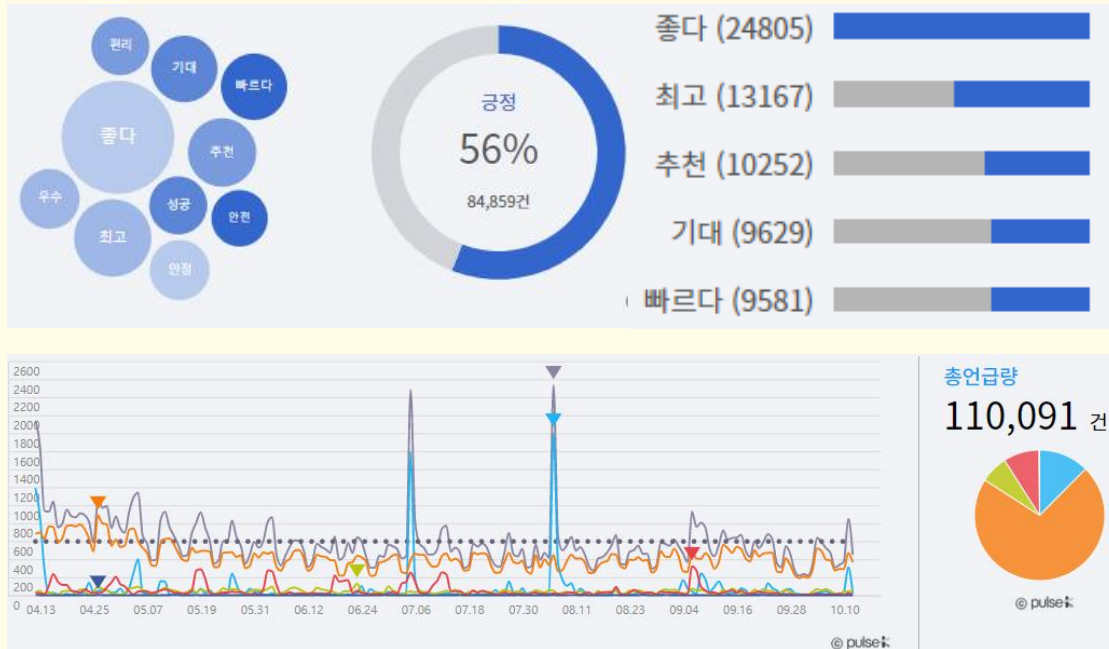 편리
기대
빠르다
좋다
추천
우수
성공
안전
최고
안정
긍정
56%
84,859건
좋다 (24805)
최고 (13167)
추천 (10252)
기대 (9629)
빠르다 (9581)
2600
2400
2200
2000
1800
1600
1400
1200
1000
800
600
400
200
0
04.13 04.25 05.07 05.19 05.31 06.12 06.24 07.06 07.18 07.30 08.11 08.23 09.04 09.16 09.28 10.10
ⓒ pulseK
총언급량
110,091 건
ⓒ pulseK